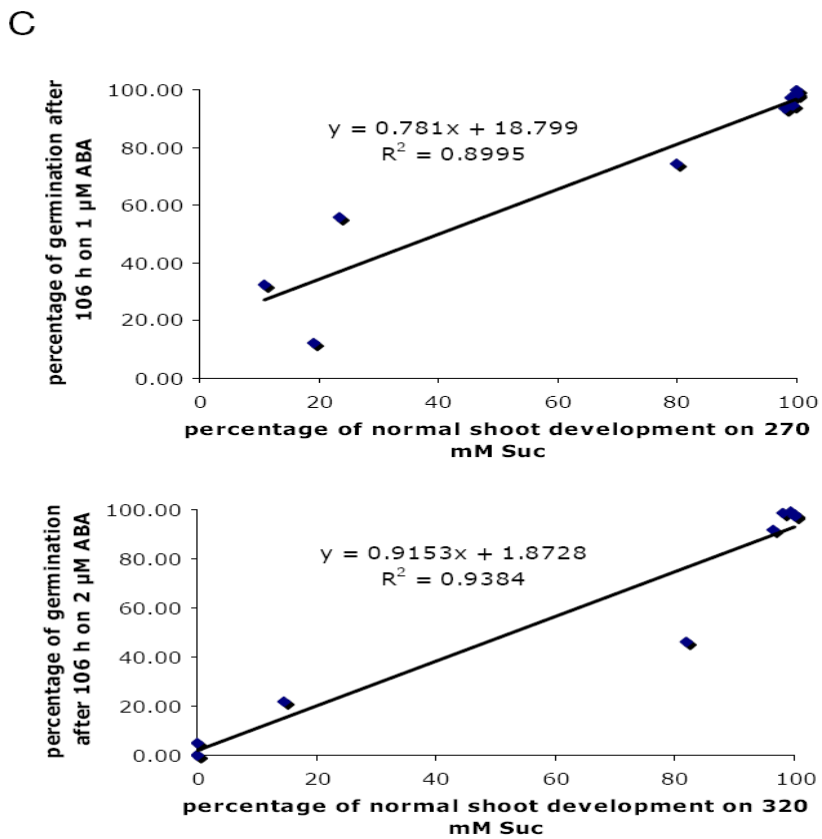 C
percentage of germination after
106 h on 1 µM ABA
100.00
80.00
60.00
40.00
20.00
0.00
y = 0.781x + 18.799
R² = 0.8995
0 20 40 60 80 100
percentage of normal shoot development on 270
mM Suc
percentage of germination
after 106 h on 2 µM ABA
100.00
80.00
60.00
40.00
20.00
0.00
y = 0.9153x + 1.8728
R² = 0.9384
0 20 40 60 80 100
percentage of normal shoot development on 320
mM Suc